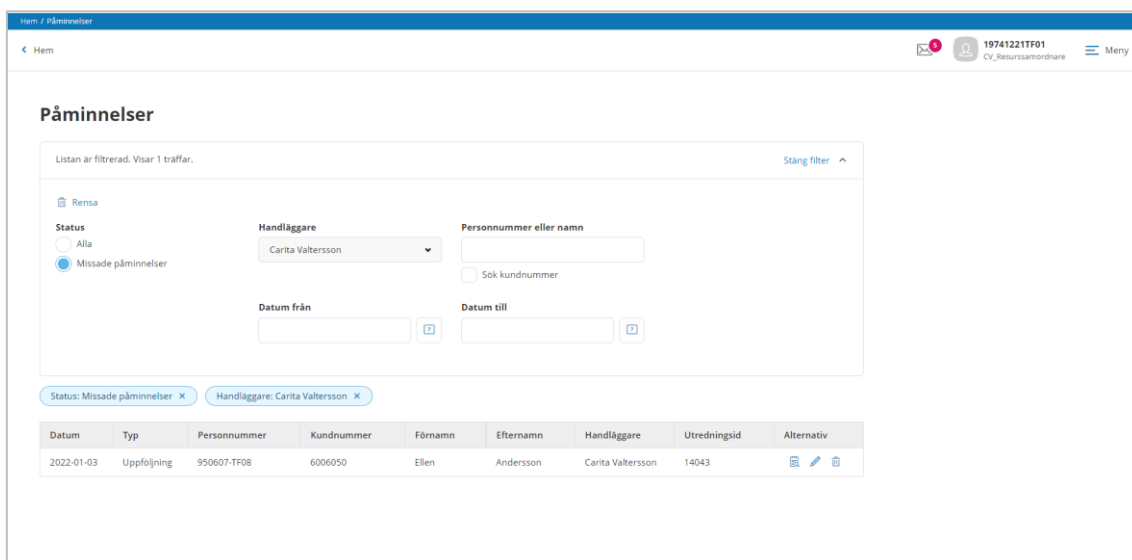 Hem / Påminnelser
Hem
5
19741221TF01
CV_Resurssamordnare
Meny
Påminnelser
Listan är filtrerad. Visar 1 träffar.
Stäng filter
Rensa
Status
Handläggare
Personnummer eller namn
Alla
Carita Valtersson
Missade påminnelser
Sök kundnummer
Datum från
Datum till
7
7
Status: Missade påminnelser ×
Handläggare: Carita Valtersson ×
Datum Typ Personnummer Kundnummer Förnamn Efternamn Handläggare Utredningsid Alternativ
2022-01-03 Uppföljning 950607-TF08 6006050 Ellen Andersson Carita Valtersson 14043